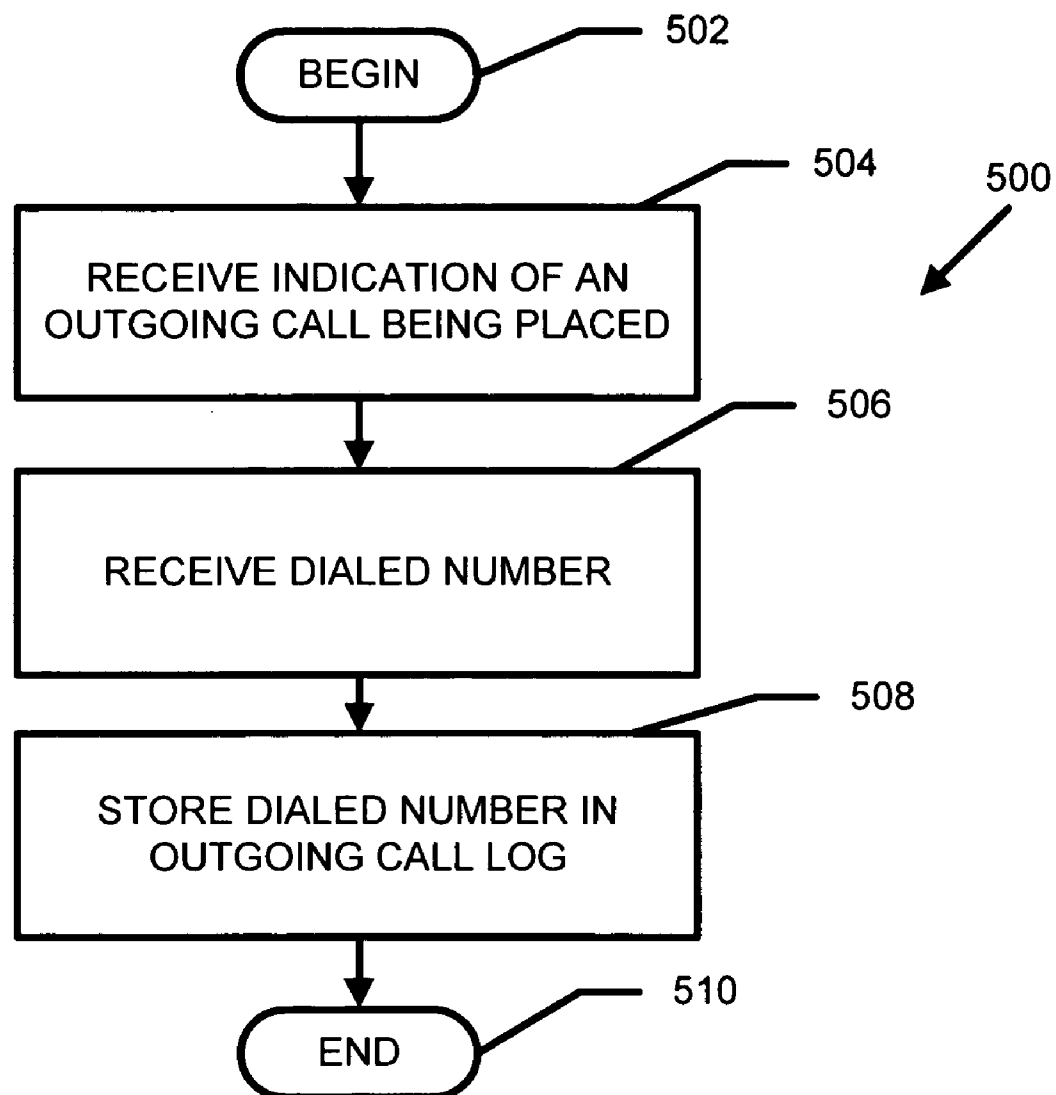 BEGIN
502
504
500
RECEIVE INDICATION OF AN
OUTGOING CALL BEING PLACED
506
RECEIVE DIALED NUMBER
508
STORE DIALED NUMBER IN
OUTGOING CALL LOG
510
END